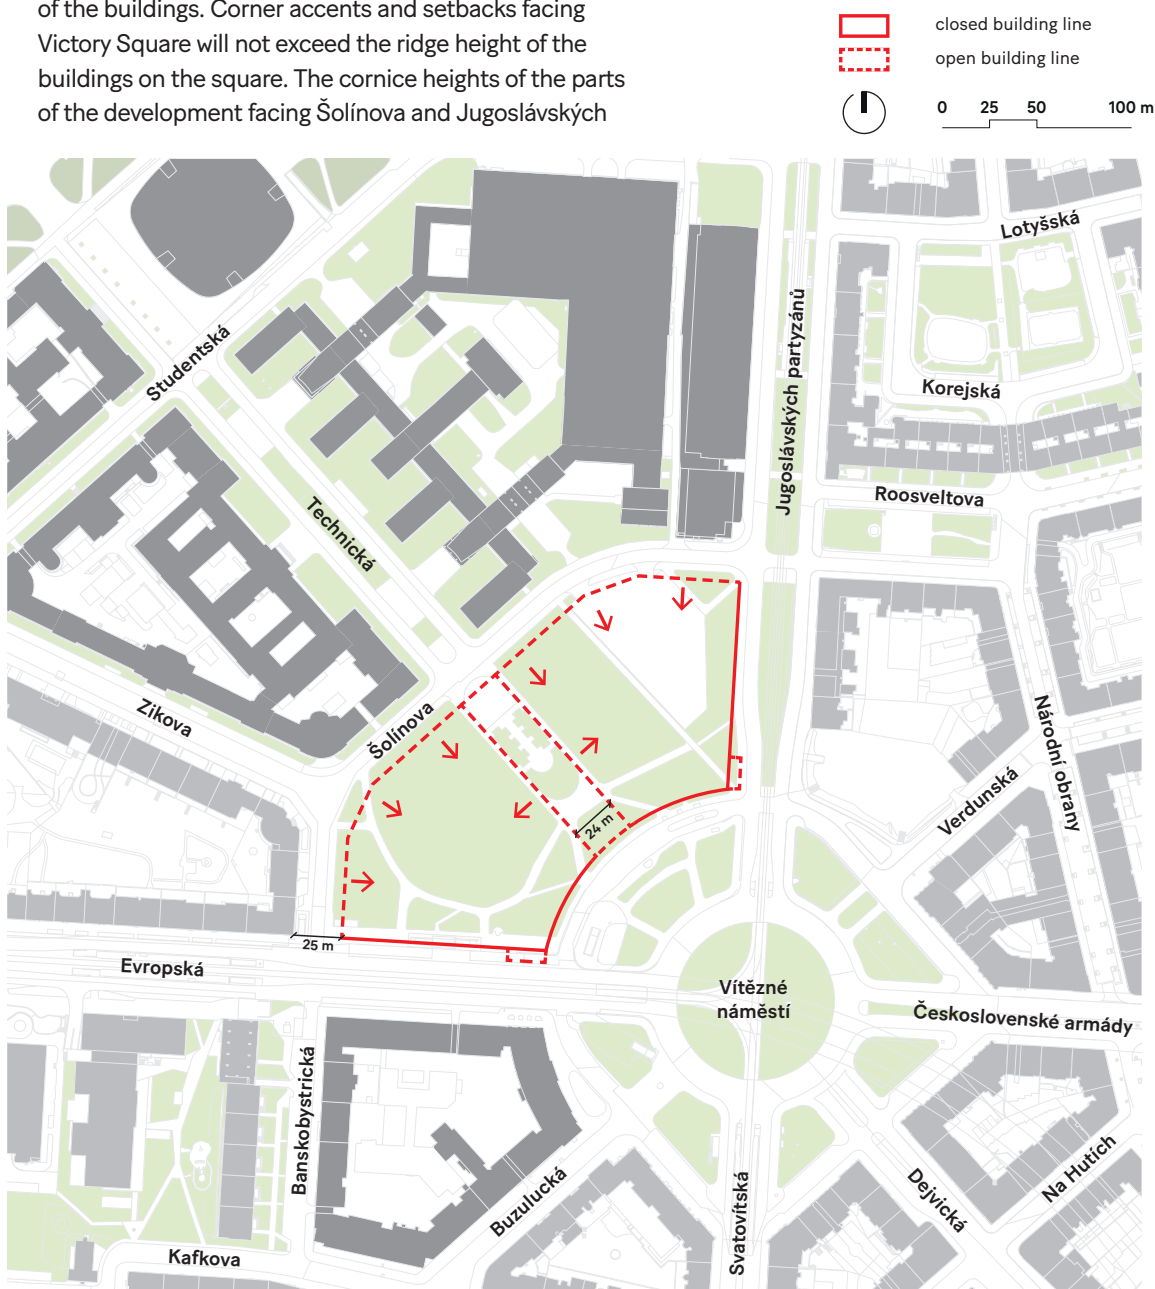 of the buildings. Corner accents and setbacks facing
Victory Square will not exceed the ridge height of the
buildings on the square. The cornice heights of the parts
of the development facing Šolínova and Jugoslávských
closed building line
open building line
0 25 50 100 m
Lotyšská
Studentská
Jugoslávských partyzánů
Korejská
Roosveltova
Technická
Zikova
Šolínova
Národní obrany
Verdunská
24 m
25 m
Evropská
Vítězné
náměstí
Československé armády
Banskobystrická
Buzulucká
Svatovítská
Dejvická
Na Hutích
Kafkova